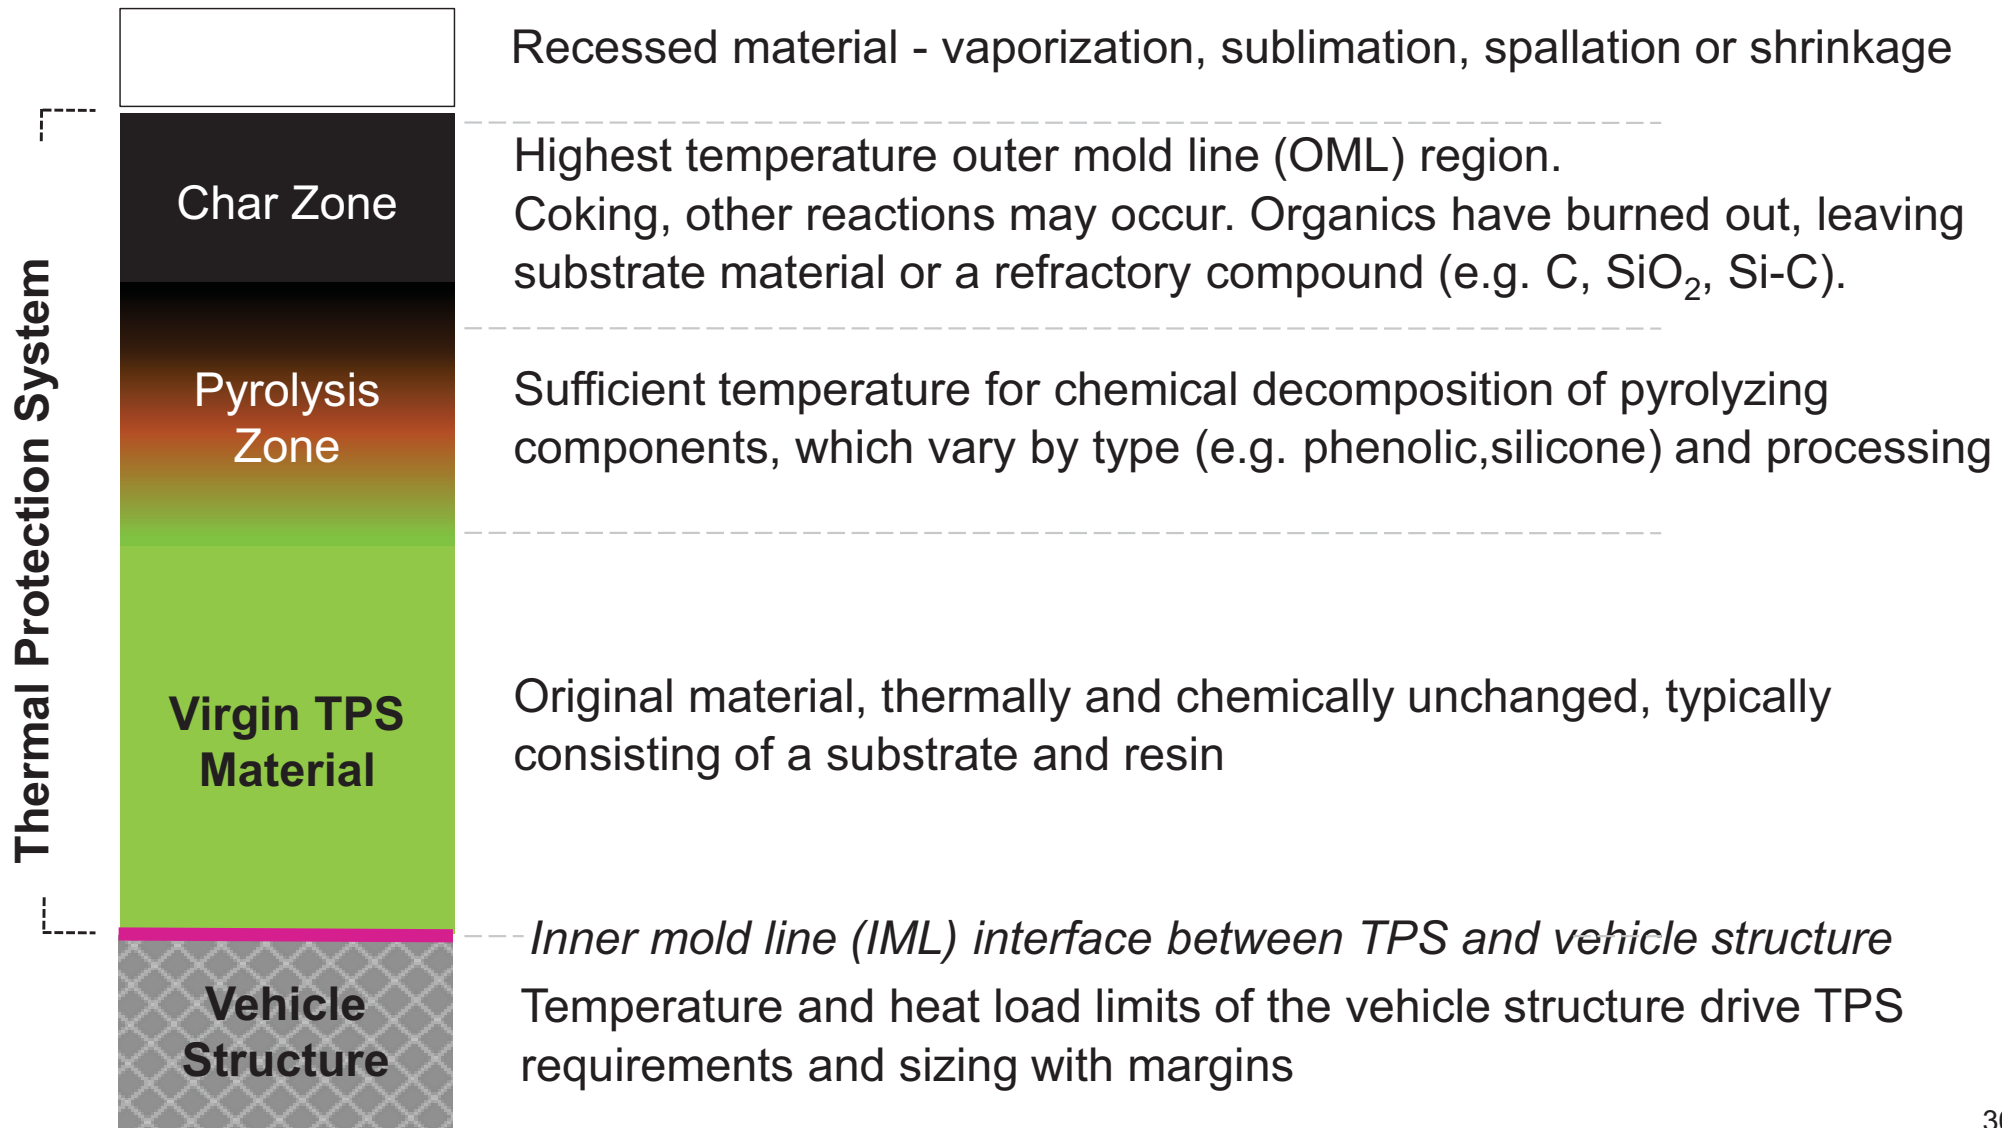 Recessed material - vaporization, sublimation, spallation or shrinkage
Thermal Protection System
Char Zone
Highest temperature outer mold line (OML) region.
Coking, other reactions may occur. Organics have burned out, leaving
substrate material or a refractory compound (e.g. C, SiO₂, Si-C).
Pyrolysis
Zone
Sufficient temperature for chemical decomposition of pyrolyzing
components, which vary by type (e.g. phenolic,silicone) and processing
Virgin TPS
Material
Original material, thermally and chemically unchanged, typically
consisting of a substrate and resin
Inner mold line (IML) interface between TPS and vehicle structure
Vehicle
Structure
Temperature and heat load limits of the vehicle structure drive TPS
requirements and sizing with margins